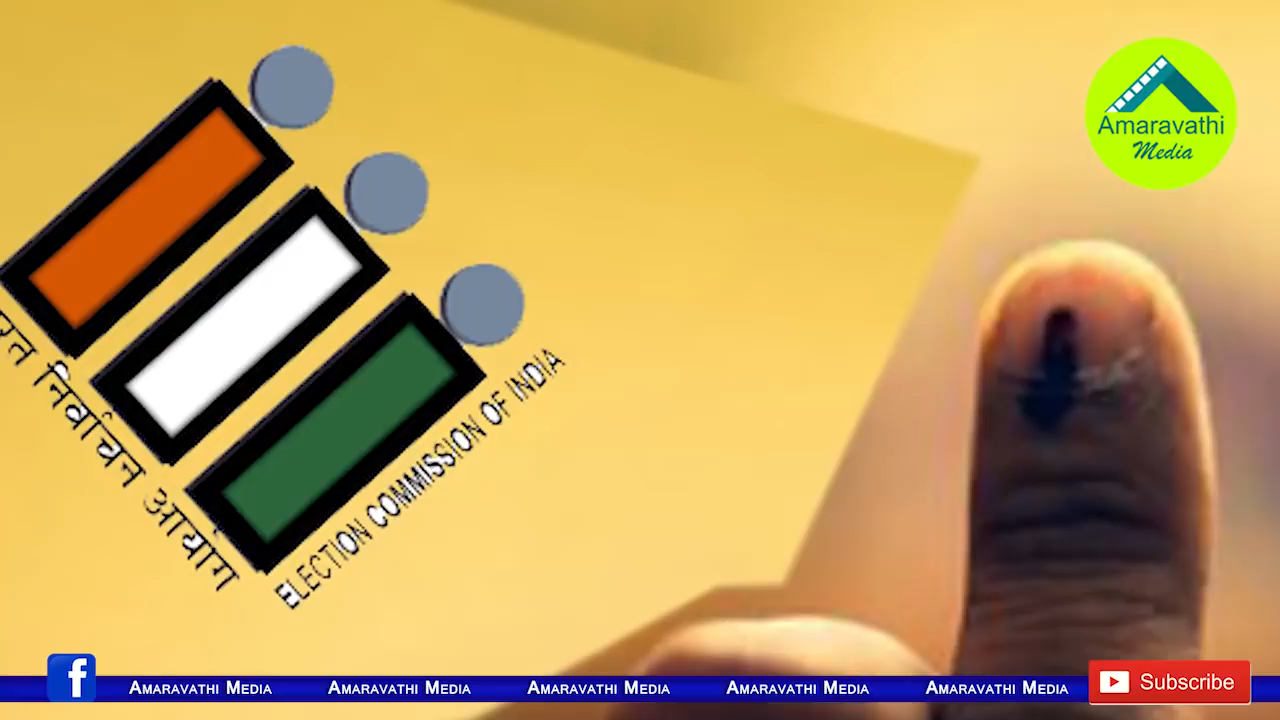 Amaravathi
Media
निर्वाचन आयोग
ELECTION COMMISSION OF INDIA
f
AMARAVATHI MEDIA AMARAVATHI MEDIA AMARAVATHI MEDIA AMARAVATHI MEDIA AMARAVATHI MEDIA
Subscribe